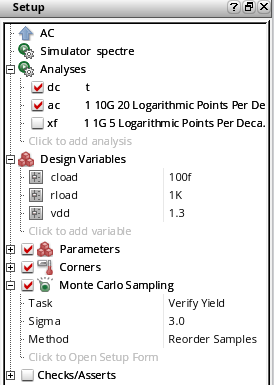 Setup
AC
Simulator spectre
Analyses
dc t
ac 1 10G 20 Logarithmic Points Per De
xf 1 1G 5 Logarithmic Points Per Deca.
Click to add analysis
Design Variables
cload 100f
rload 1K
vdd 1.3
Click to add variable
Parameters
Corners
Monte Carlo Sampling
Task Verify Yield
Sigma 3.0
Method Reorder Samples
Click to Open Setup Form
Checks/Asserts